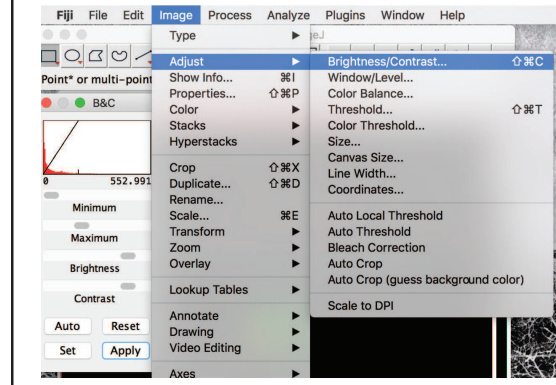 Fiji File Edit Image Process Analyze Plugins Window Help
Type
Adjust
Show Info... ⌘I
Properties... ⇧⌘P
Color
Stacks
Hyperstacks
Crop ⇧⌘X
Duplicate... ⇧⌘D
Rename...
Scale... ⌘E
Transform
Zoom
Overlay
Lookup Tables
Annotate
Drawing
Video Editing
Axes
Brightness/Contrast... ⇧⌘C
Window/Level...
Color Balance...
Threshold... ⇧⌘T
Color Threshold...
Size...
Canvas Size...
Line Width...
Coordinates...
Auto Local Threshold
Auto Threshold
Bleach Correction
Auto Crop
Auto Crop (guess background color)
Scale to DPI
Point* or multi-point
B&C
0 552.991
Minimum
Maximum
Brightness
Contrast
Auto Reset
Set Apply